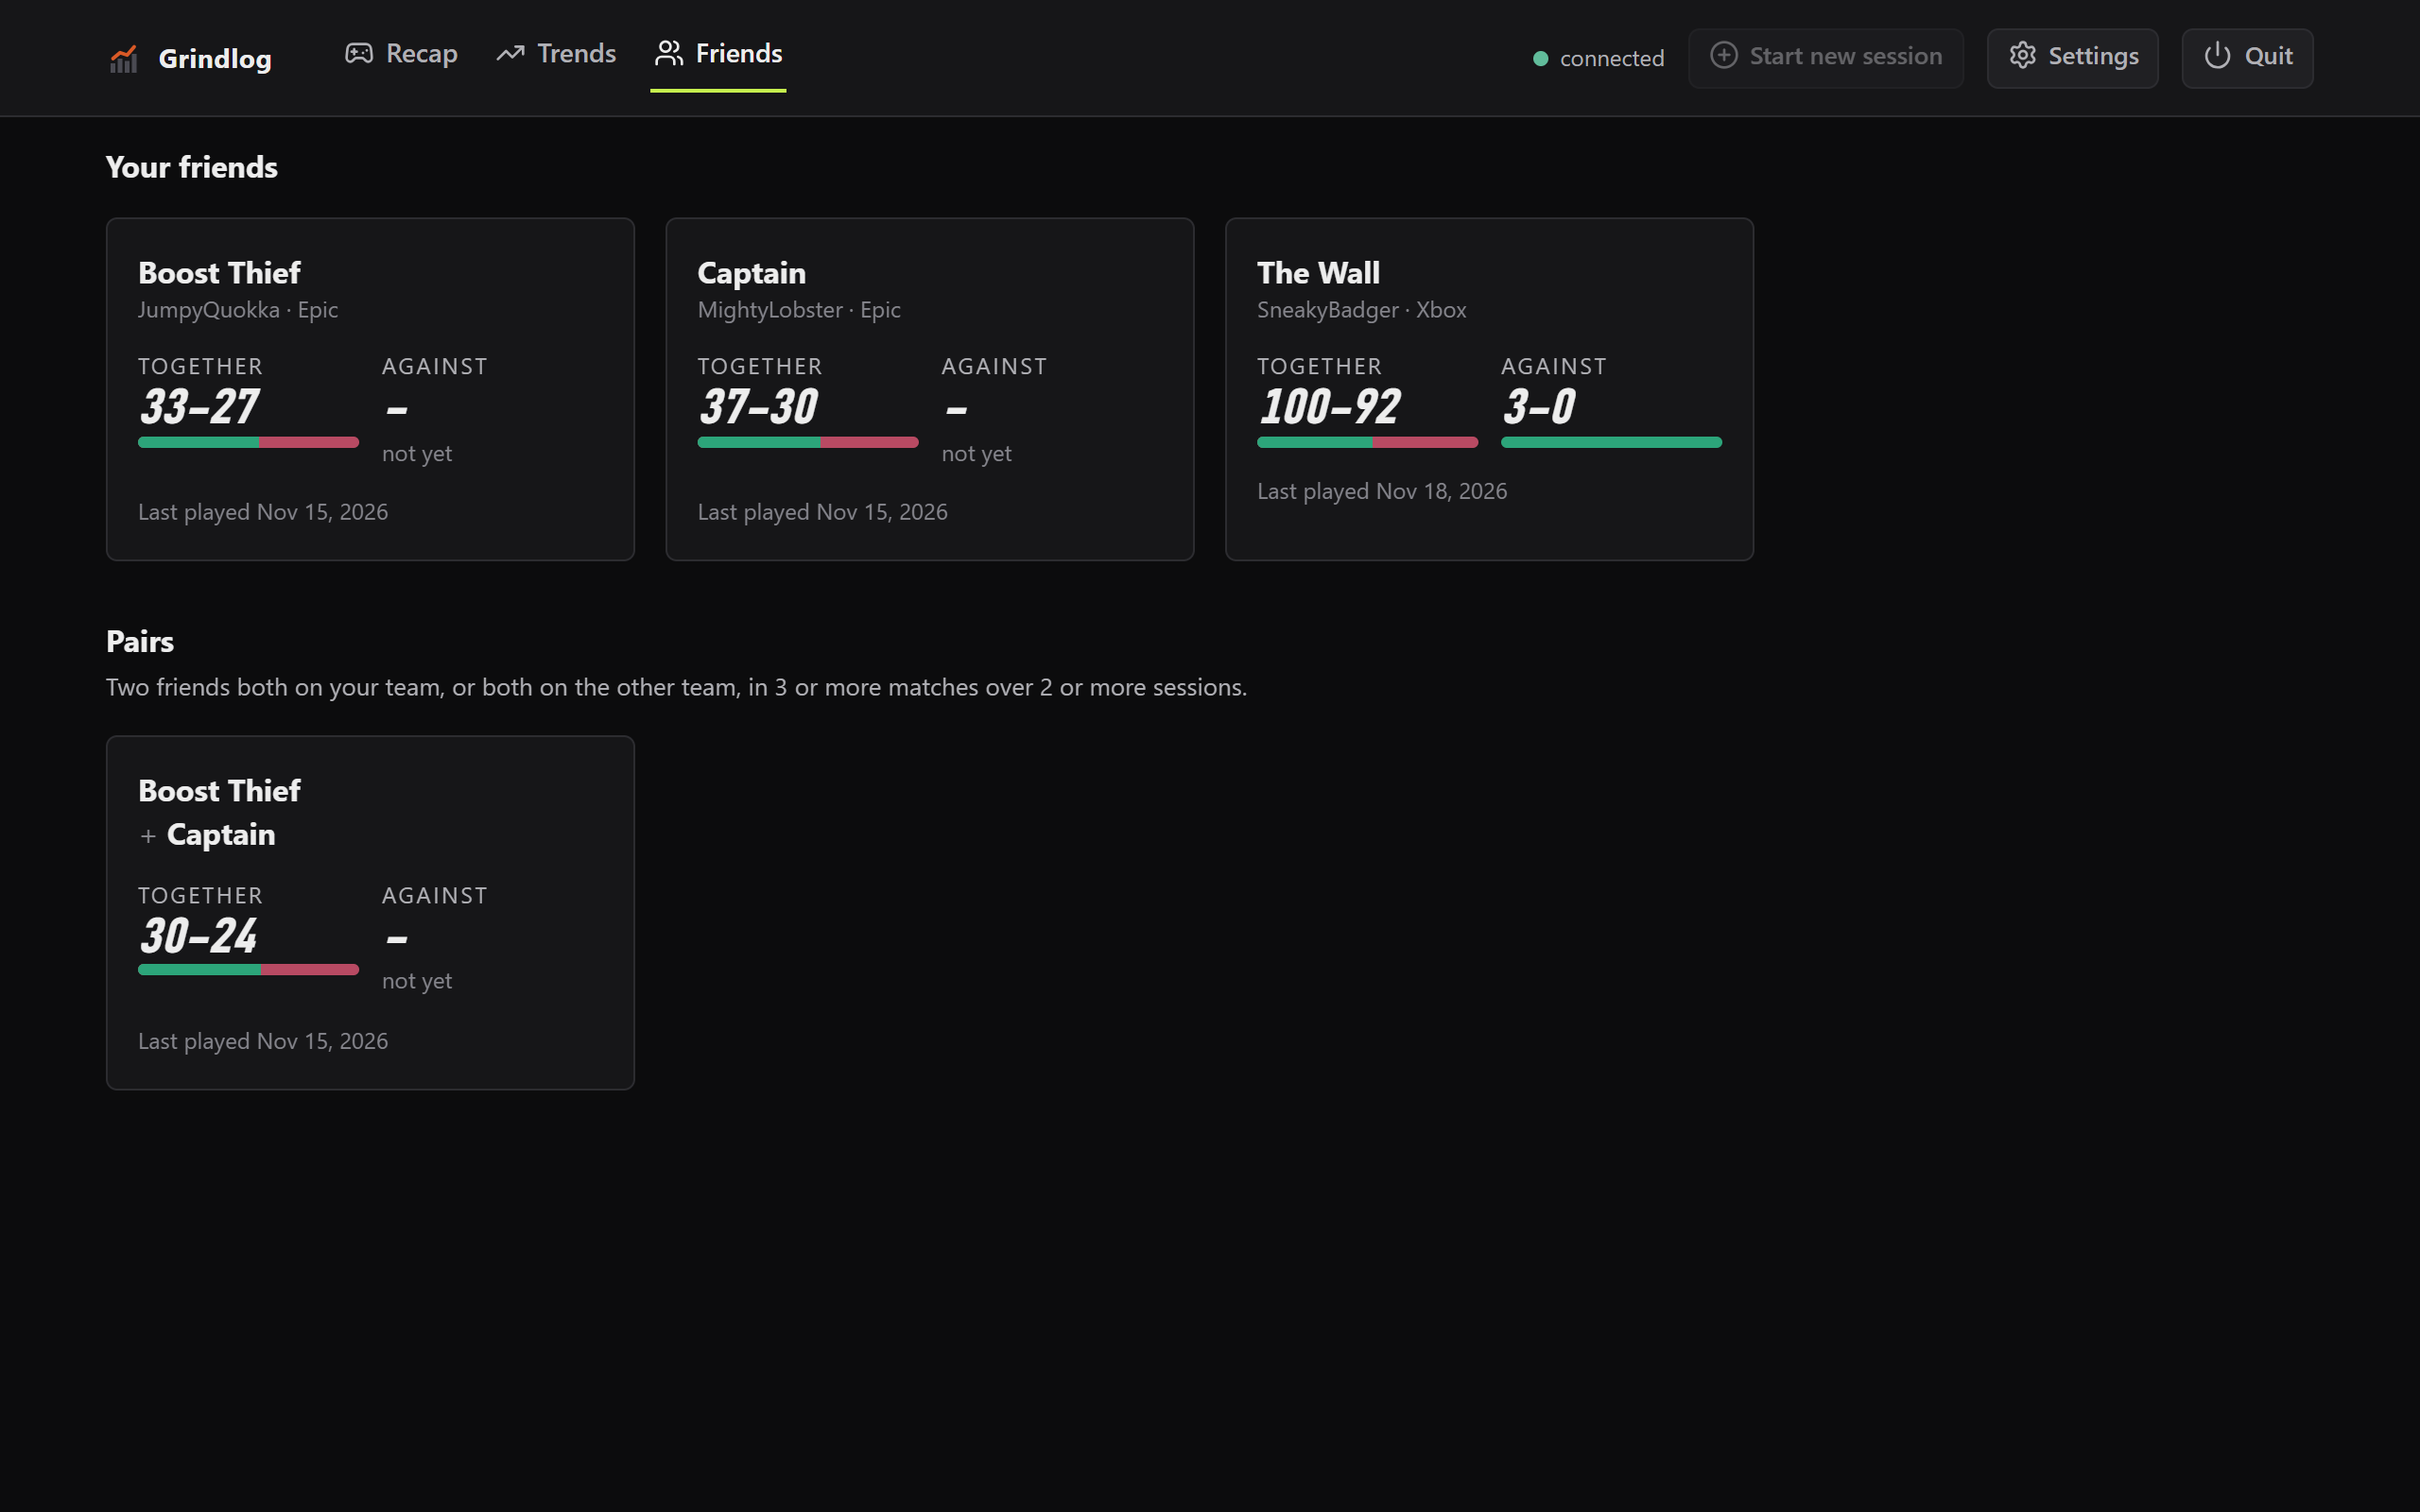 Grindlog
Recap
Trends
Friends
connected
Start new session
Settings
Quit
Your friends
Boost Thief
JumpyQuokka · Epic
TOGETHER
33–27
AGAINST
–
not yet
Last played Nov 15, 2026
Captain
MightyLobster · Epic
TOGETHER
37–30
AGAINST
–
not yet
Last played Nov 15, 2026
The Wall
SneakyBadger · Xbox
TOGETHER
100–92
AGAINST
3–0
Last played Nov 18, 2026
Pairs
Two friends both on your team, or both on the other team, in 3 or more matches over 2 or more sessions.
Boost Thief
+ Captain
TOGETHER
30–24
AGAINST
–
not yet
Last played Nov 15, 2026